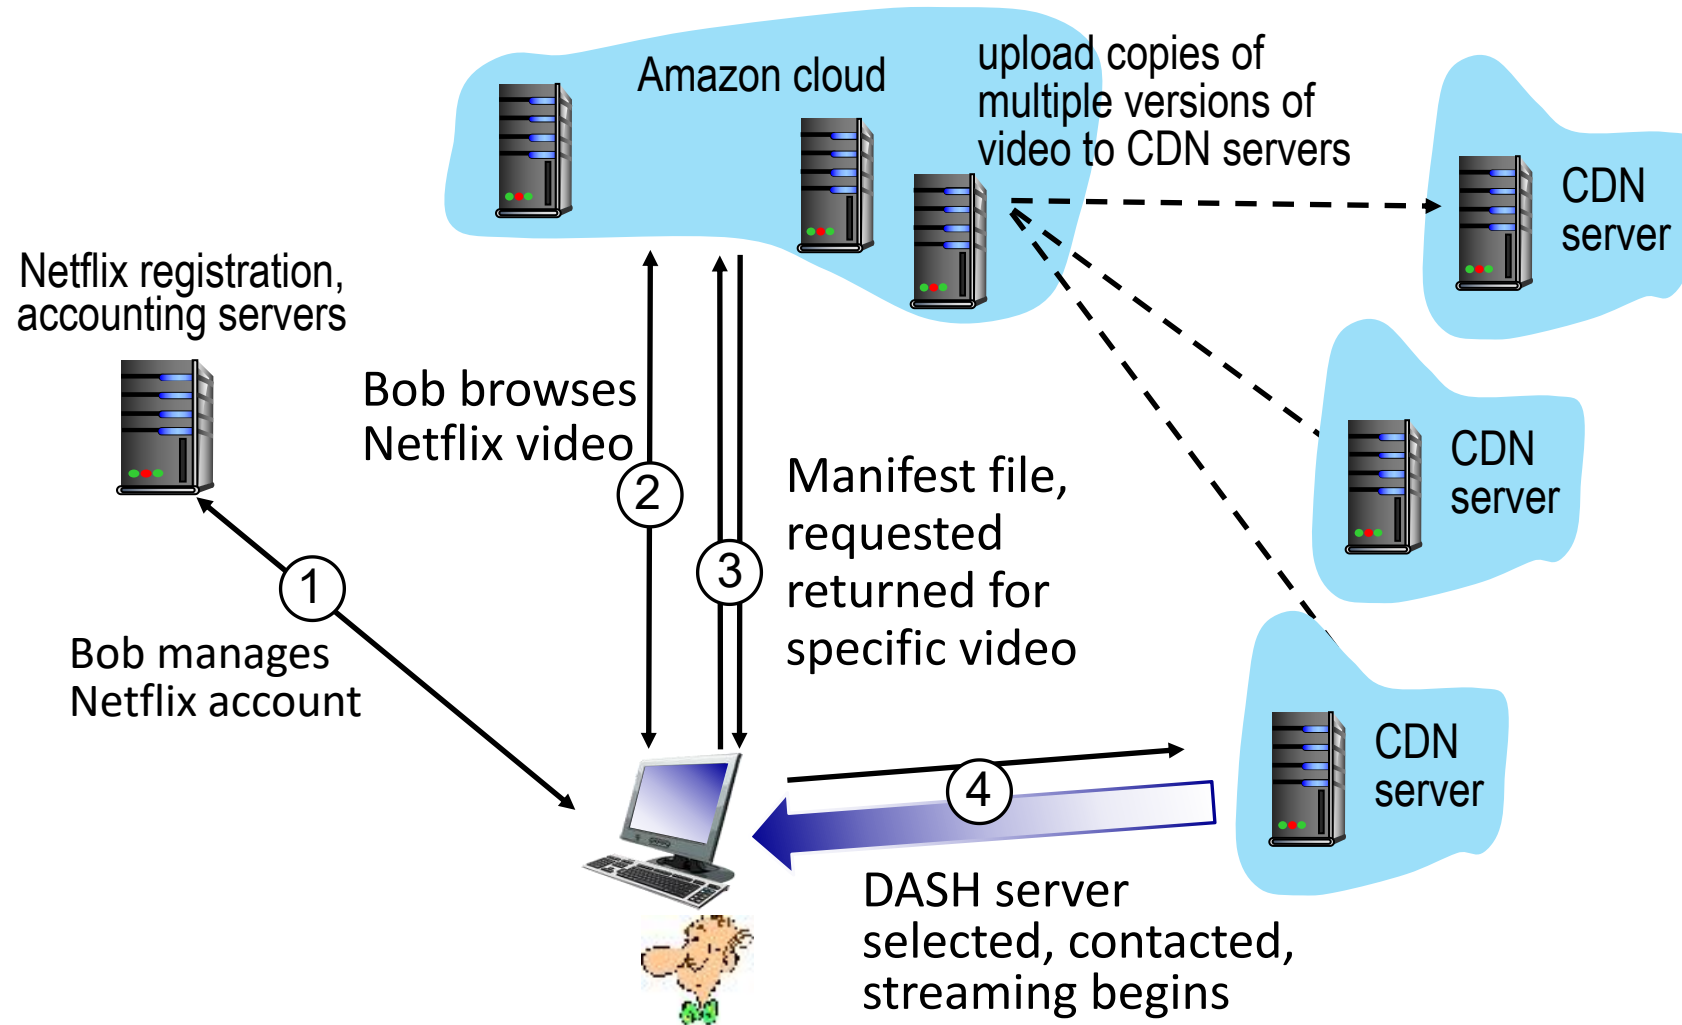 Amazon cloud
upload copies of
multiple versions of
video to CDN servers
CDN
server
Netflix registration,
accounting servers
Bob browses
Netflix video
2
Manifest file,
requested
returned for
specific video
3
CDN
server
1
Bob manages
Netflix account
CDN
server
4
DASH server
selected, contacted,
streaming begins